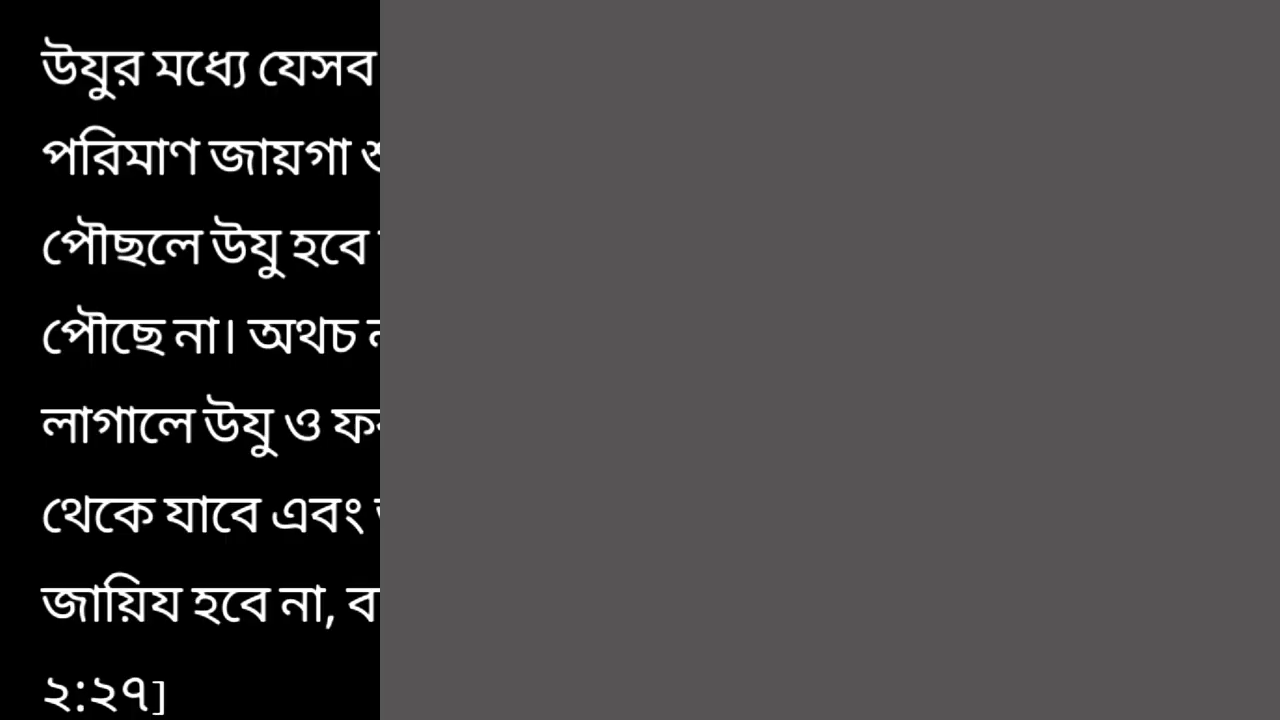 উযুর মধ্যে যেসব
পরিমাণ জায়গা
পৌছলে উযু হবে
পৌছে না। অথচ
লাগালে উযু ও
থেকে যাবে এবং
জায়িয হবে না,
২:২৭]